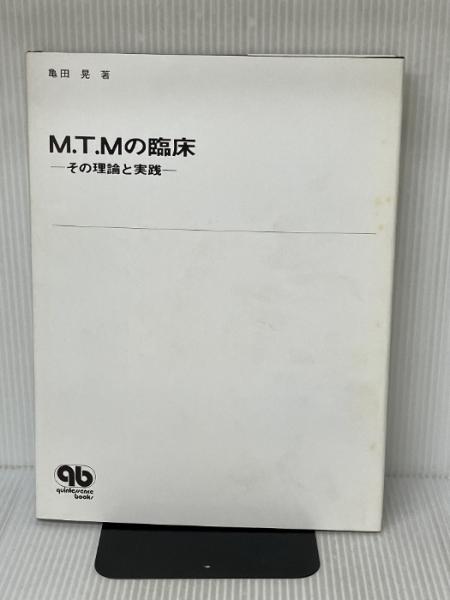 亀田 晃 著
M.T.Mの臨床
―その理論と実践―
qb
quintessence
books